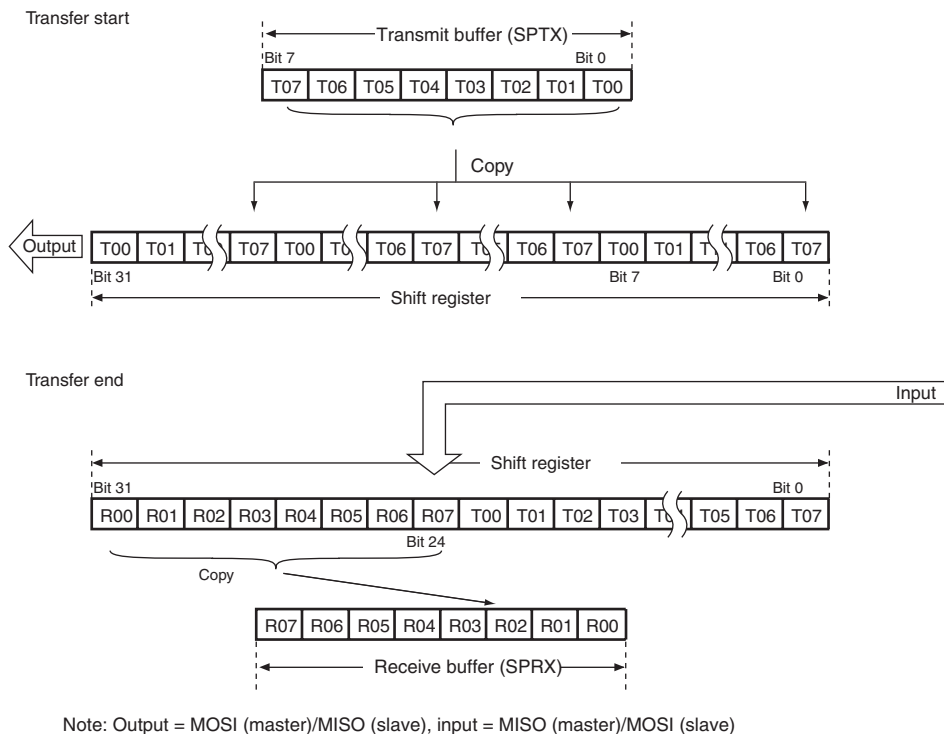 Transfer start
Transmit buffer (SPTX)
Bit 7 Bit 0
T07 T06 T05 T04 T03 T02 T01 T00
Copy
Output T00 T01 T07 T00 T06 T07 T06 T07 T00 T01 T06 T07
Bit 31 Bit 7 Bit 0
Shift register
Transfer end
Input
Shift register
Bit 31 Bit 0
R00 R01 R02 R03 R04 R05 R06 R07 T00 T01 T02 T03 T05 T06 T07
Bit 24
Copy
R07 R06 R05 R04 R03 R02 R01 R00
Receive buffer (SPRX)
Note: Output = MOSI (master)/MISO (slave), input = MISO (master)/MOSI (slave)